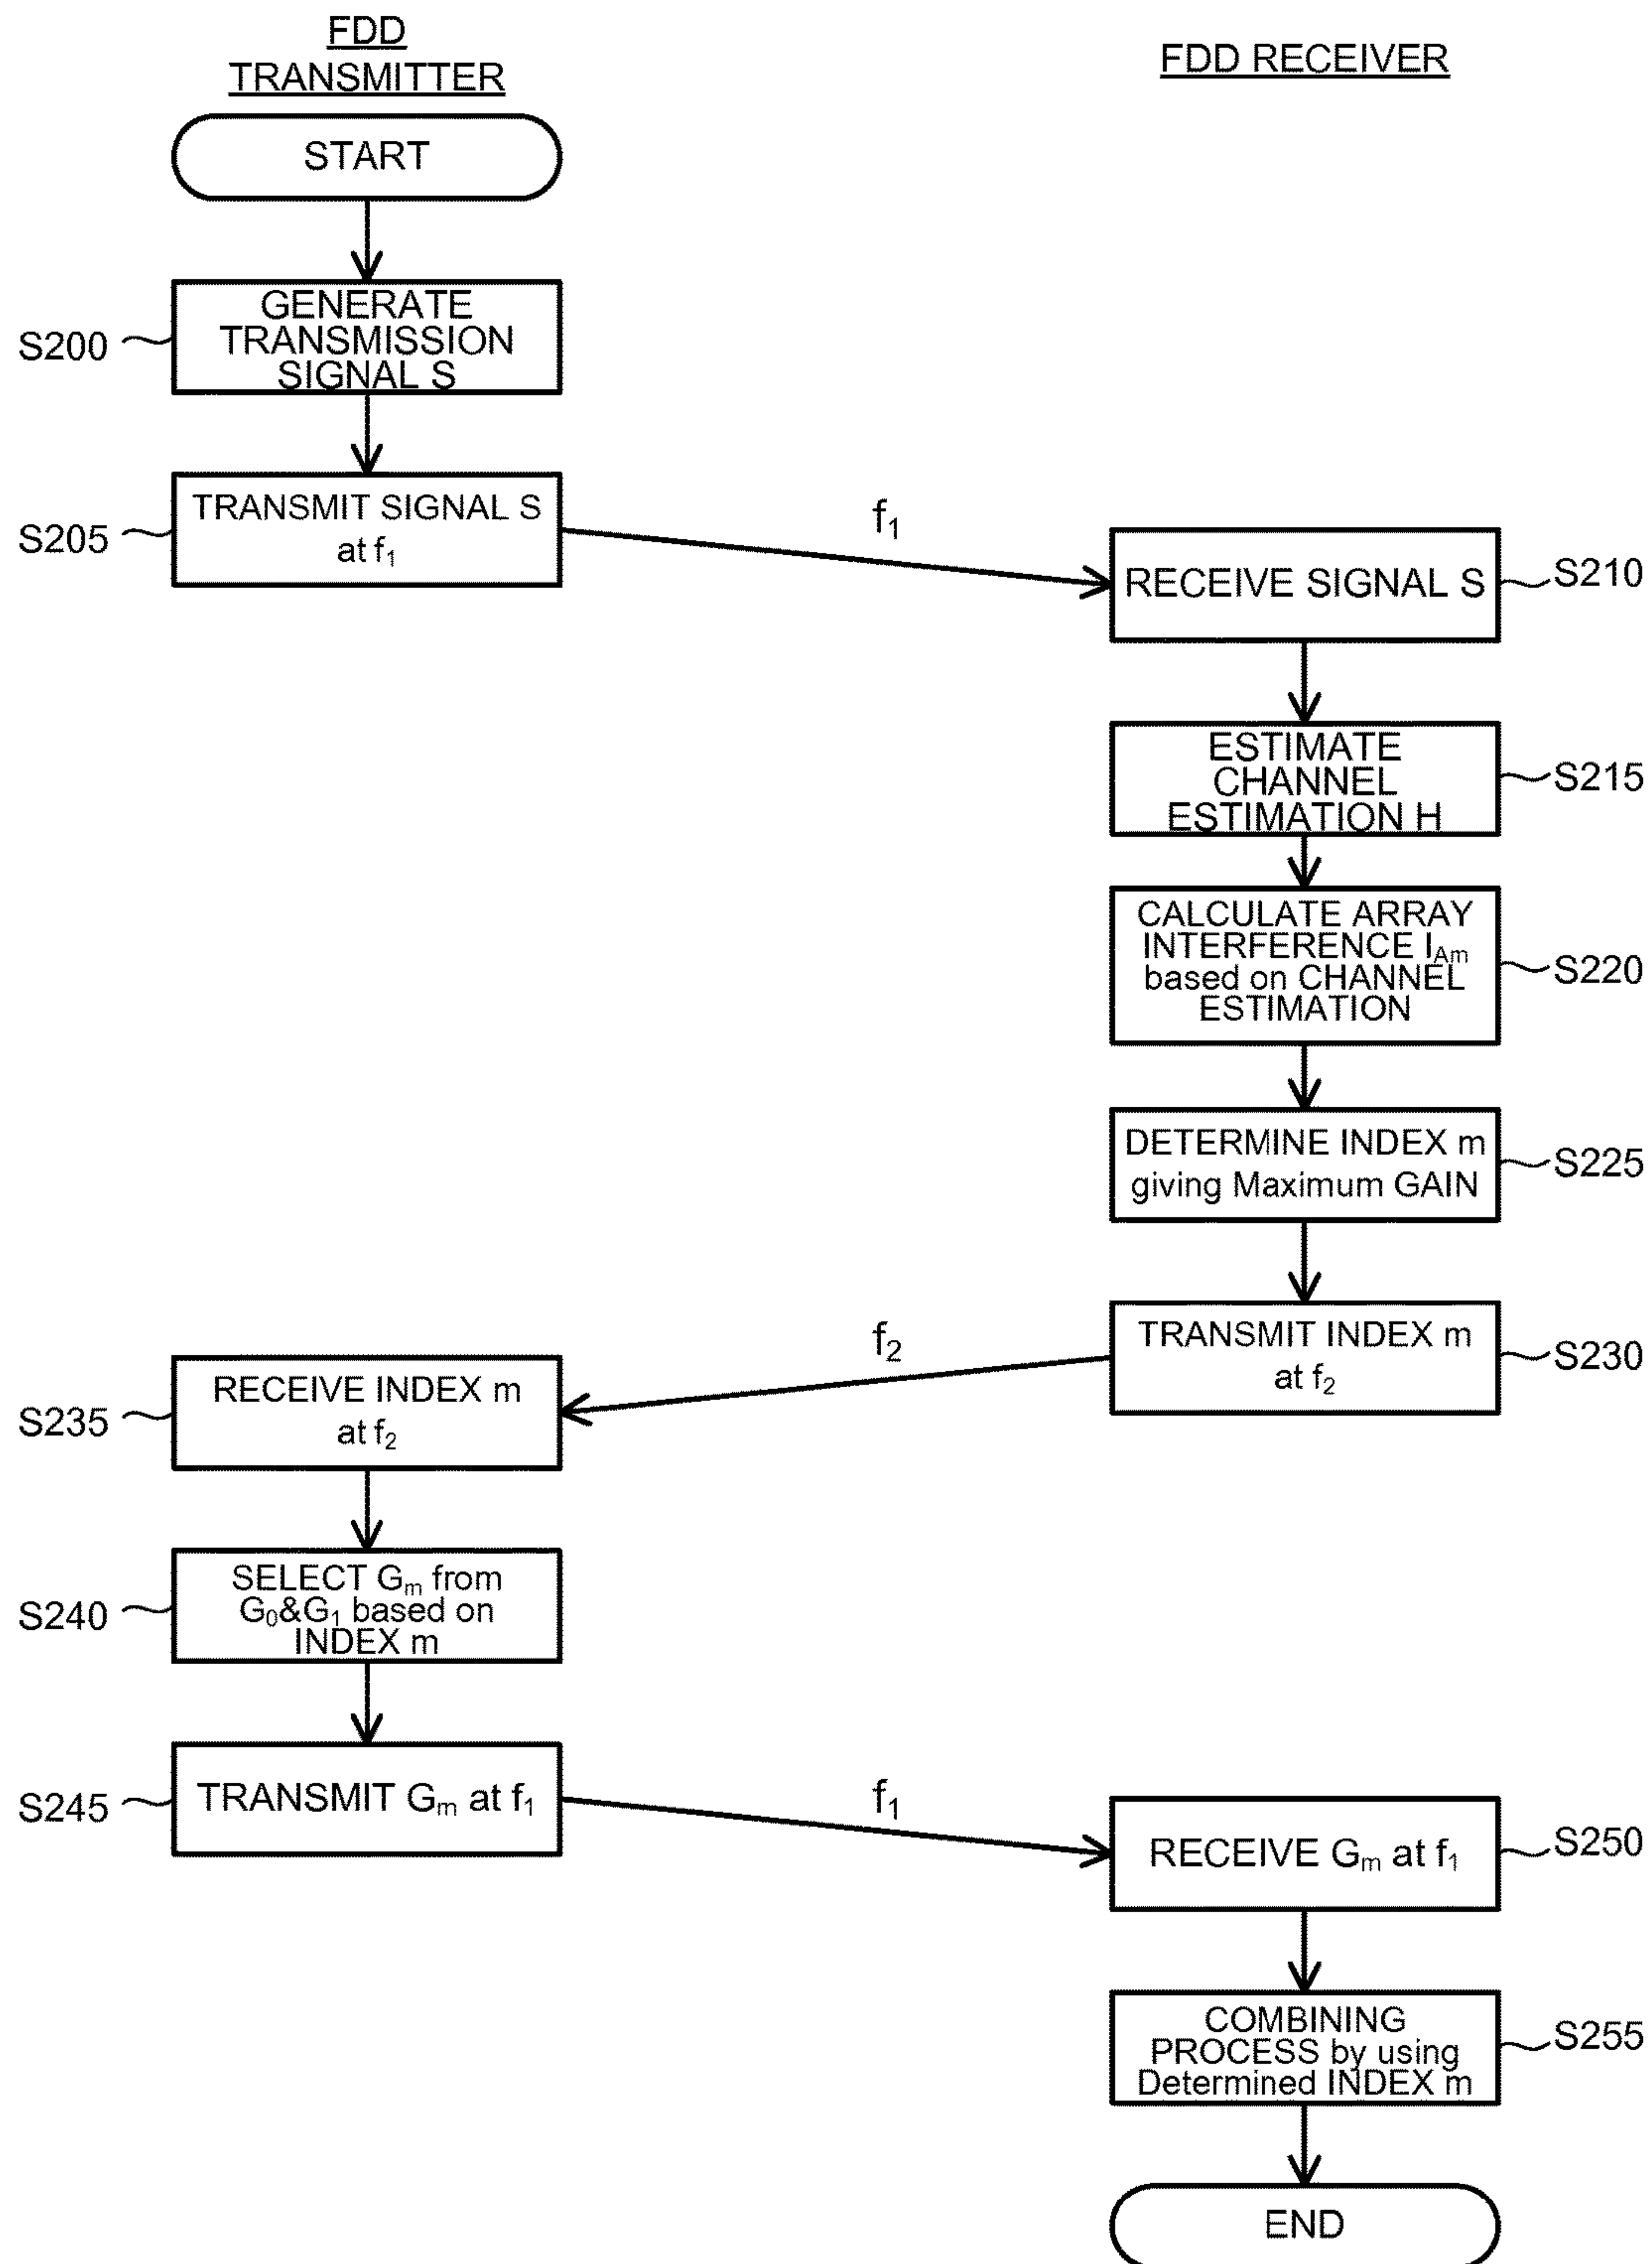 FDD
TRANSMITTER
FDD RECEIVER
START
S200
GENERATE
TRANSMISSION
SIGNAL S
S205
TRANSMIT SIGNAL S
at f₁
f₁
RECEIVE SIGNAL S
S210
ESTIMATE
CHANNEL
ESTIMATION H
S215
CALCULATE ARRAY
INTERFERENCE I_Am
based on CHANNEL
ESTIMATION
S220
DETERMINE INDEX m
giving Maximum GAIN
S225
TRANSMIT INDEX m
at f₂
S230
f₂
S235
RECEIVE INDEX m
at f₂
S240
SELECT Gₘ from
G₀&G₁ based on
INDEX m
S245
TRANSMIT Gₘ at f₁
f₁
RECEIVE Gₘ at f₁
S250
COMBINING
PROCESS by using
Determined INDEX m
S255
END